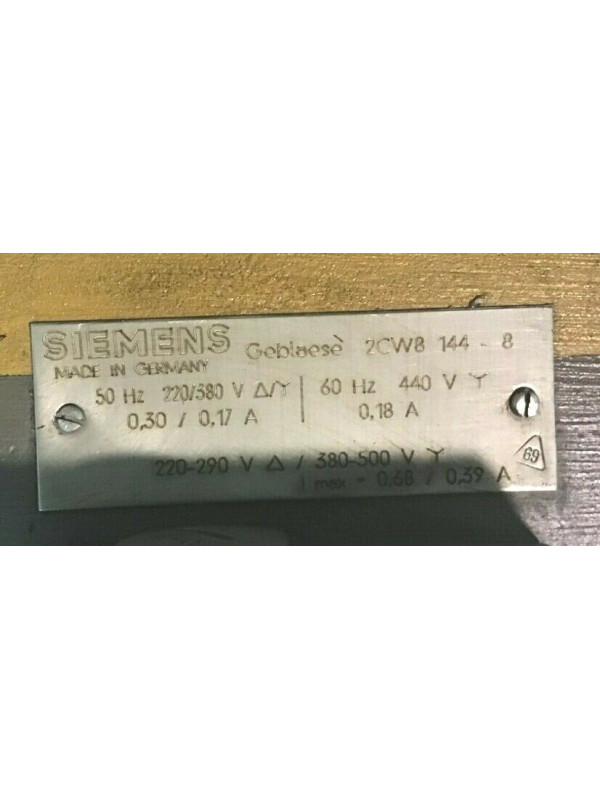 SIEMENS Geblaese 2CW8 144 - 8
MADE IN GERMANY
50 Hz 220/380 V Δ/Y | 60 Hz 440 V Y
0,30 / 0,17 A 0,18 A
220-290 V Δ / 380-500 V Y
I max - 0,68 / 0,39 A
69